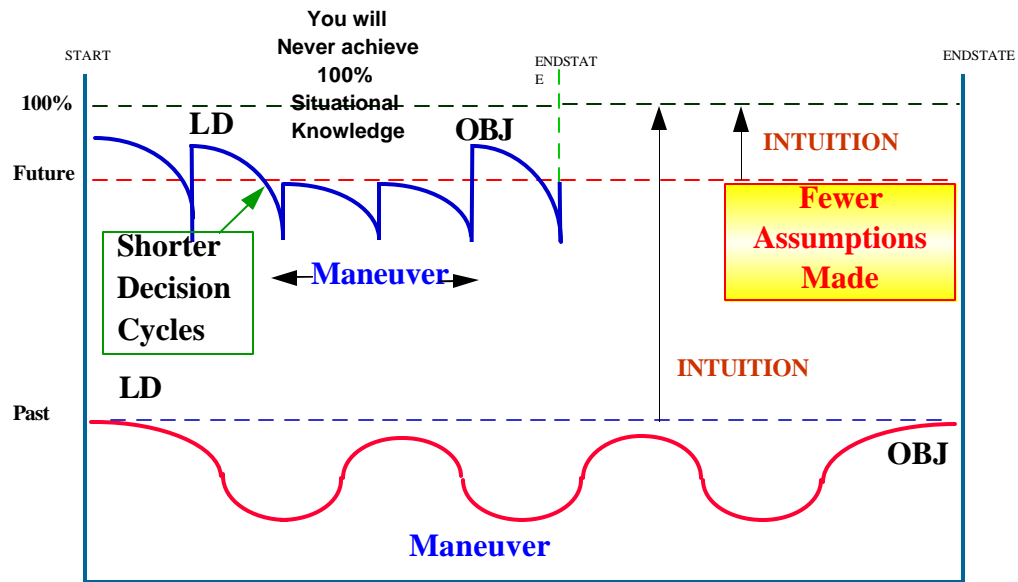 You will
Never achieve
100%
Situational
Knowledge
START
ENDSTAT
E
ENDSTATE
100%
LD
OBJ
INTUITION
Future
Fewer
Assumptions
Made
Shorter
Decision
Cycles
Maneuver
INTUITION
LD
Past
OBJ
Maneuver